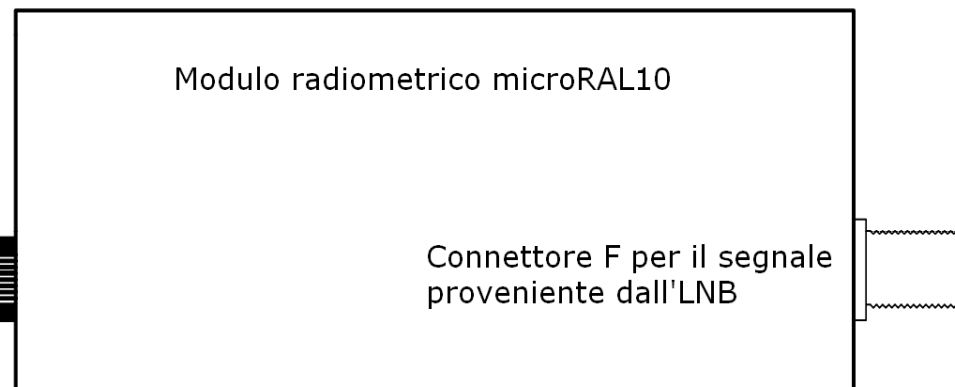 Modulo radiometrico microRAL10
Connettore F per il segnale
proveniente dall'LNB